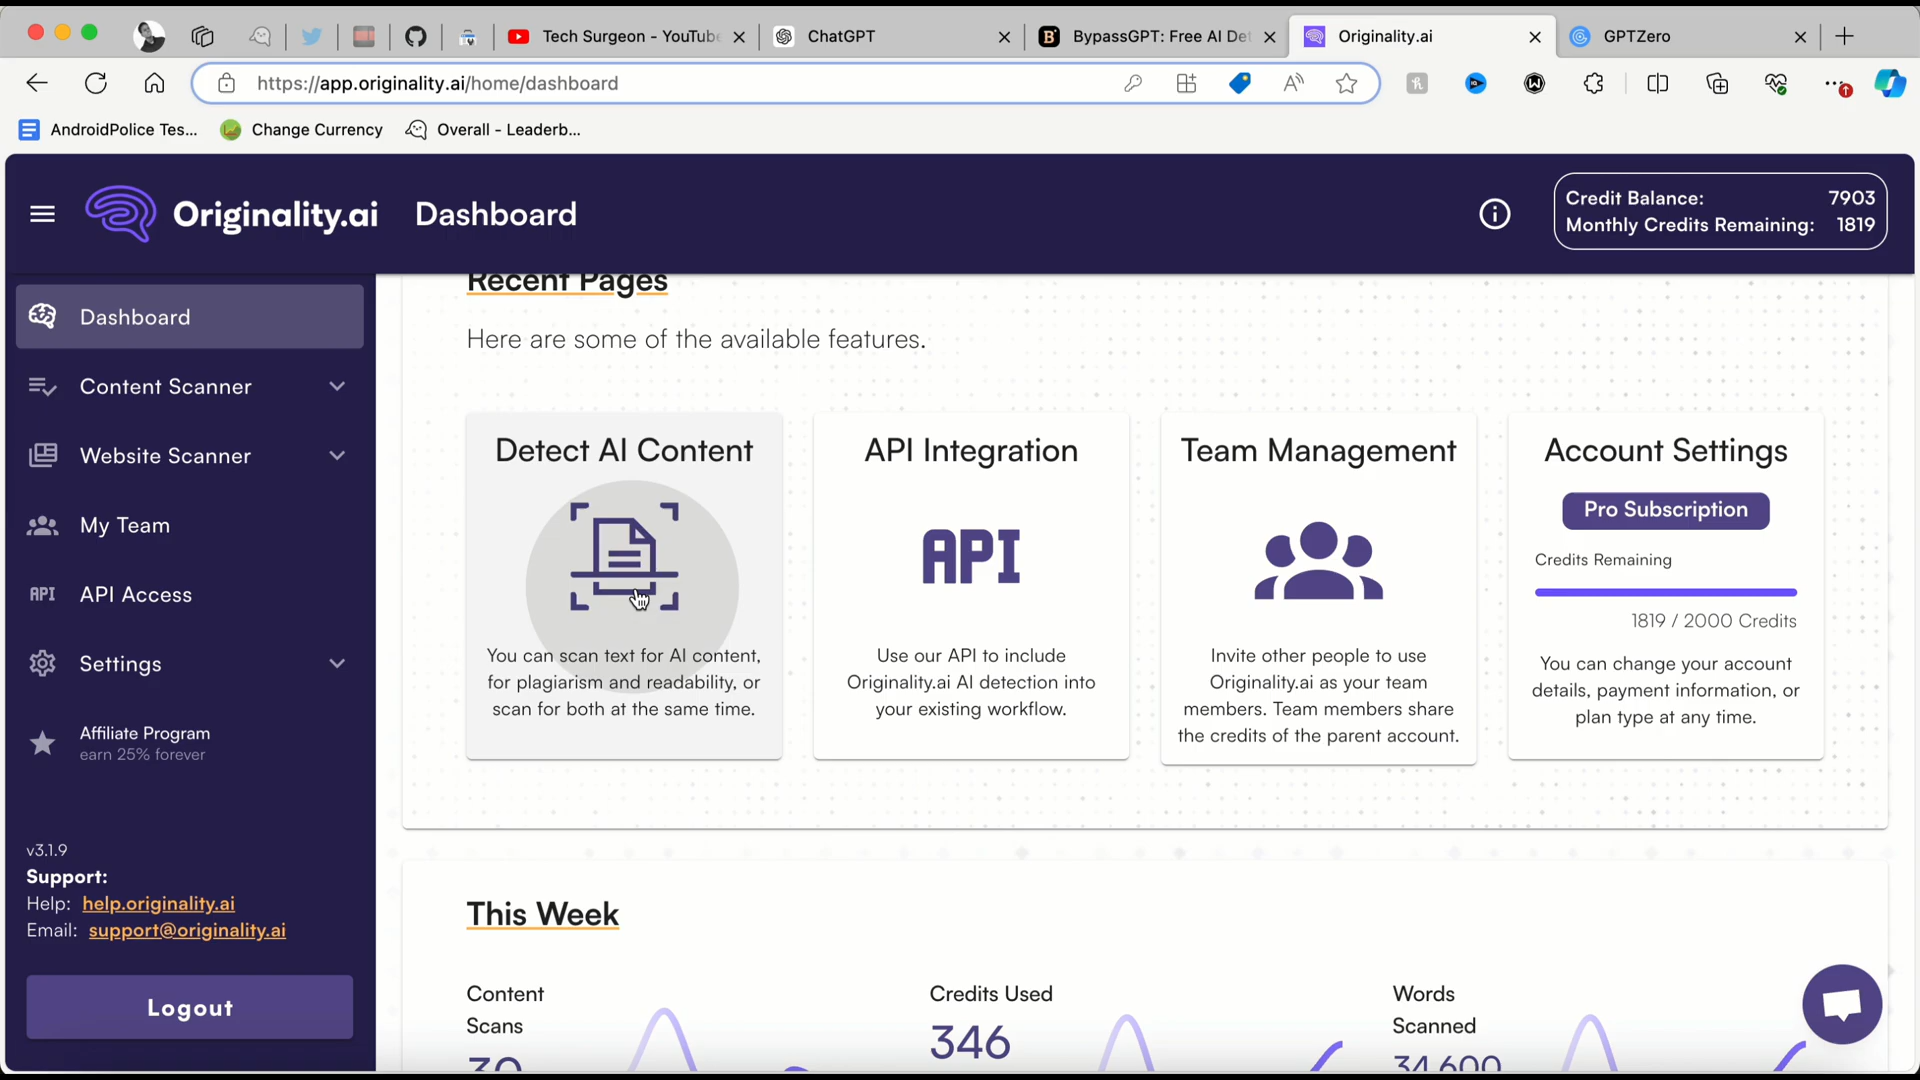 Tech Surgeon - YouTube
ChatGPT
BypassGPT: Free AI Det
Originality.ai
GPTZero
https://app.originality.ai/home/dashboard
AndroidPolice Tes...
Change Currency
Overall - Leaderb...
Originality.ai
Dashboard
Credit Balance: 7903
Monthly Credits Remaining: 1819
Dashboard
Content Scanner
Website Scanner
My Team
API Access
Settings
Affiliate Program
earn 25% forever
v3.1.9
Support:
Help: help.originality.ai
Email: support@originality.ai
Logout
Recent Pages
Here are some of the available features.
Detect AI Content
You can scan text for AI content,
for plagiarism and readability, or
scan for both at the same time.
API Integration
API
Use our API to include
Originality.ai AI detection into
your existing workflow.
Team Management
Invite other people to use
Originality.ai as your team
members. Team members share
the credits of the parent account.
Account Settings
Pro Subscription
Credits Remaining
1819 / 2000 Credits
You can change your account
details, payment information, or
plan type at any time.
This Week
Content
Scans
30
Credits Used
346
Words
Scanned
34,600